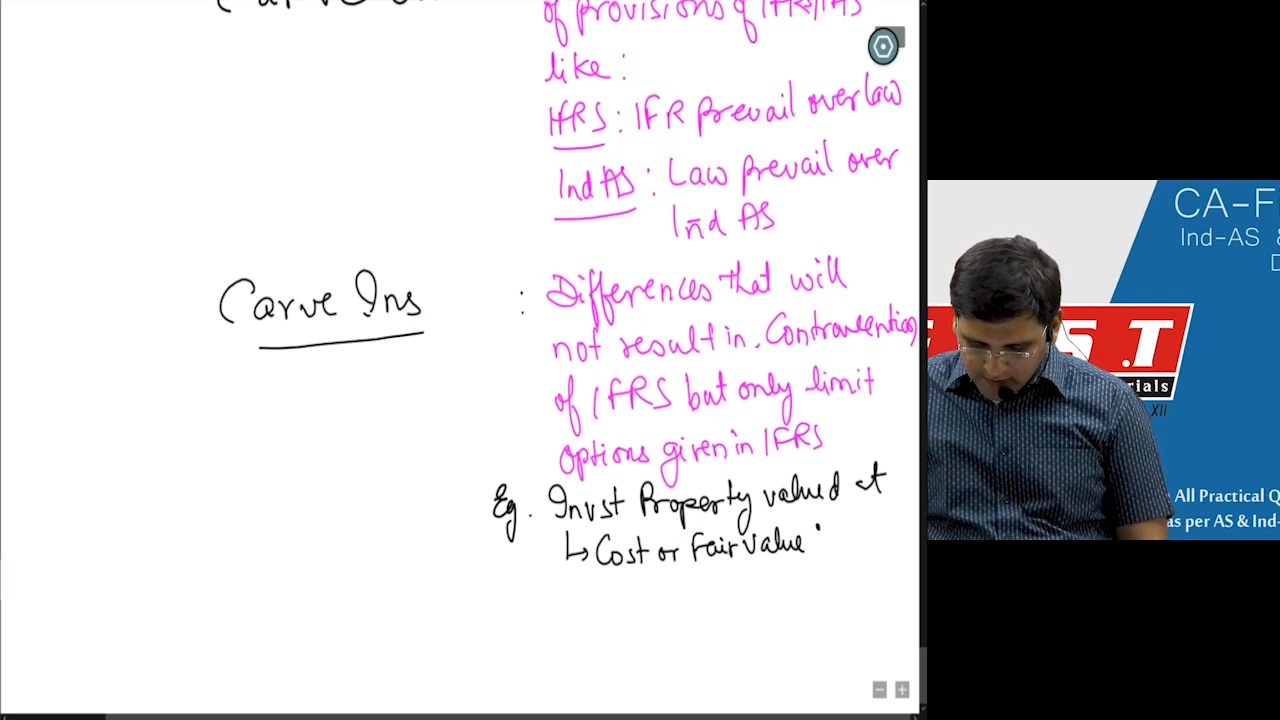 of provisions of IFRS/IAS
like :
IFRS : IFR prevail over law
Ind AS : Law prevail over
Ind AS
Carve Ins : Differences that will
not result in . Contravention
of IFRS but only limit
options given in IFRS
Eg . Invst Property valued at
↳ Cost or Fair value
CA-F
Ind-AS &
D
S.T
ials
XII
All Practical Q
as per AS & Ind-